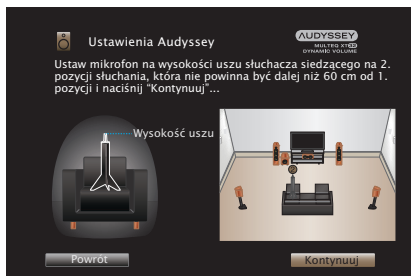 Ustawienia Audyssey
AUDYSSEY
MULTEQ XT32
DYNAMIC VOLUME
Ustaw mikrofon na wysokości uszu słuchacza siedzącego na 2.
pozycji słuchania, która nie powinna być dalej niż 60 cm od 1.
pozycji i naciśnij “Kontynuuj”...
Wysokość uszu
Powrót
Kontynuuj